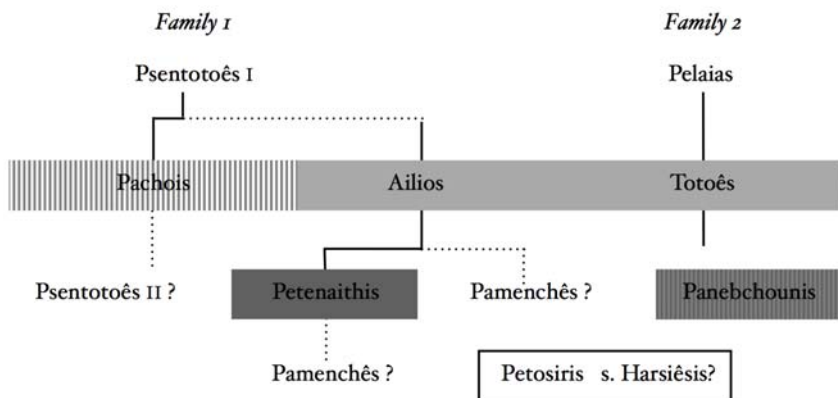 Family 1 Family 2
Psentotoês I Pelaias
Pachois Ailios Totoês
Psentotoês II ? Petenaithis Pamenchês ? Panebchounis
Pamenchês ? Petosiris s. Harsiêsis?